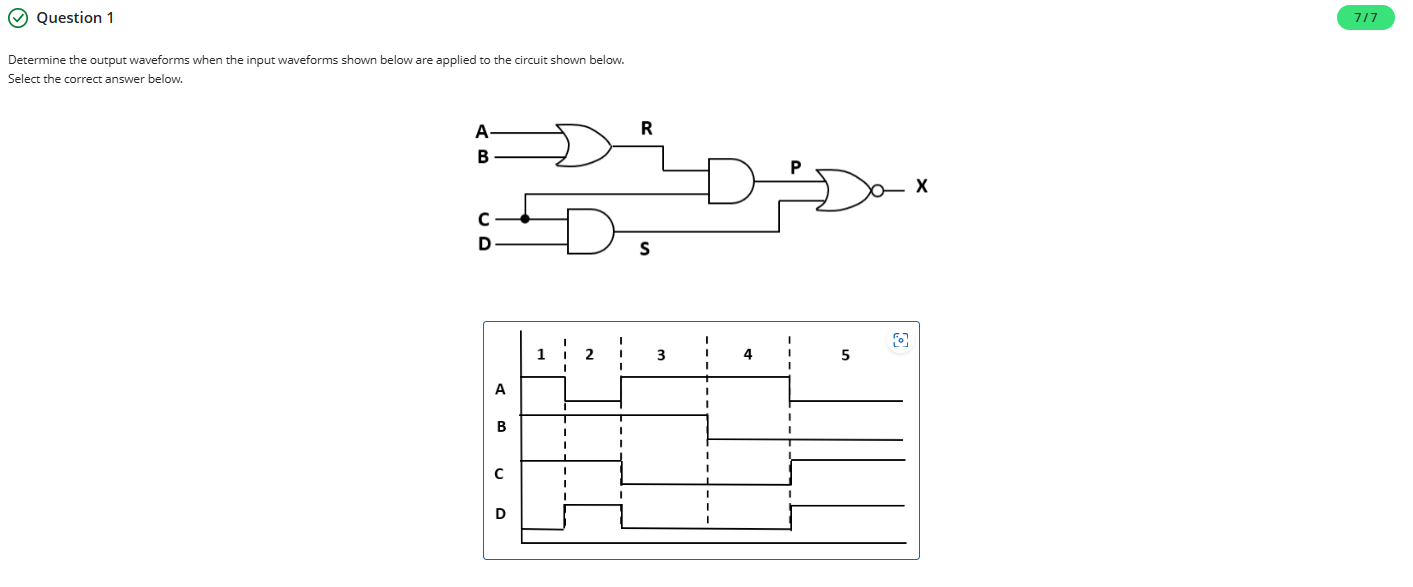 Question 1
7/7
Determine the output waveforms when the input waveforms shown below are applied to the circuit shown below.
Select the correct answer below.
A
R
B
P
X
C
D
S
1 2 3 4 5
A
B
C
D